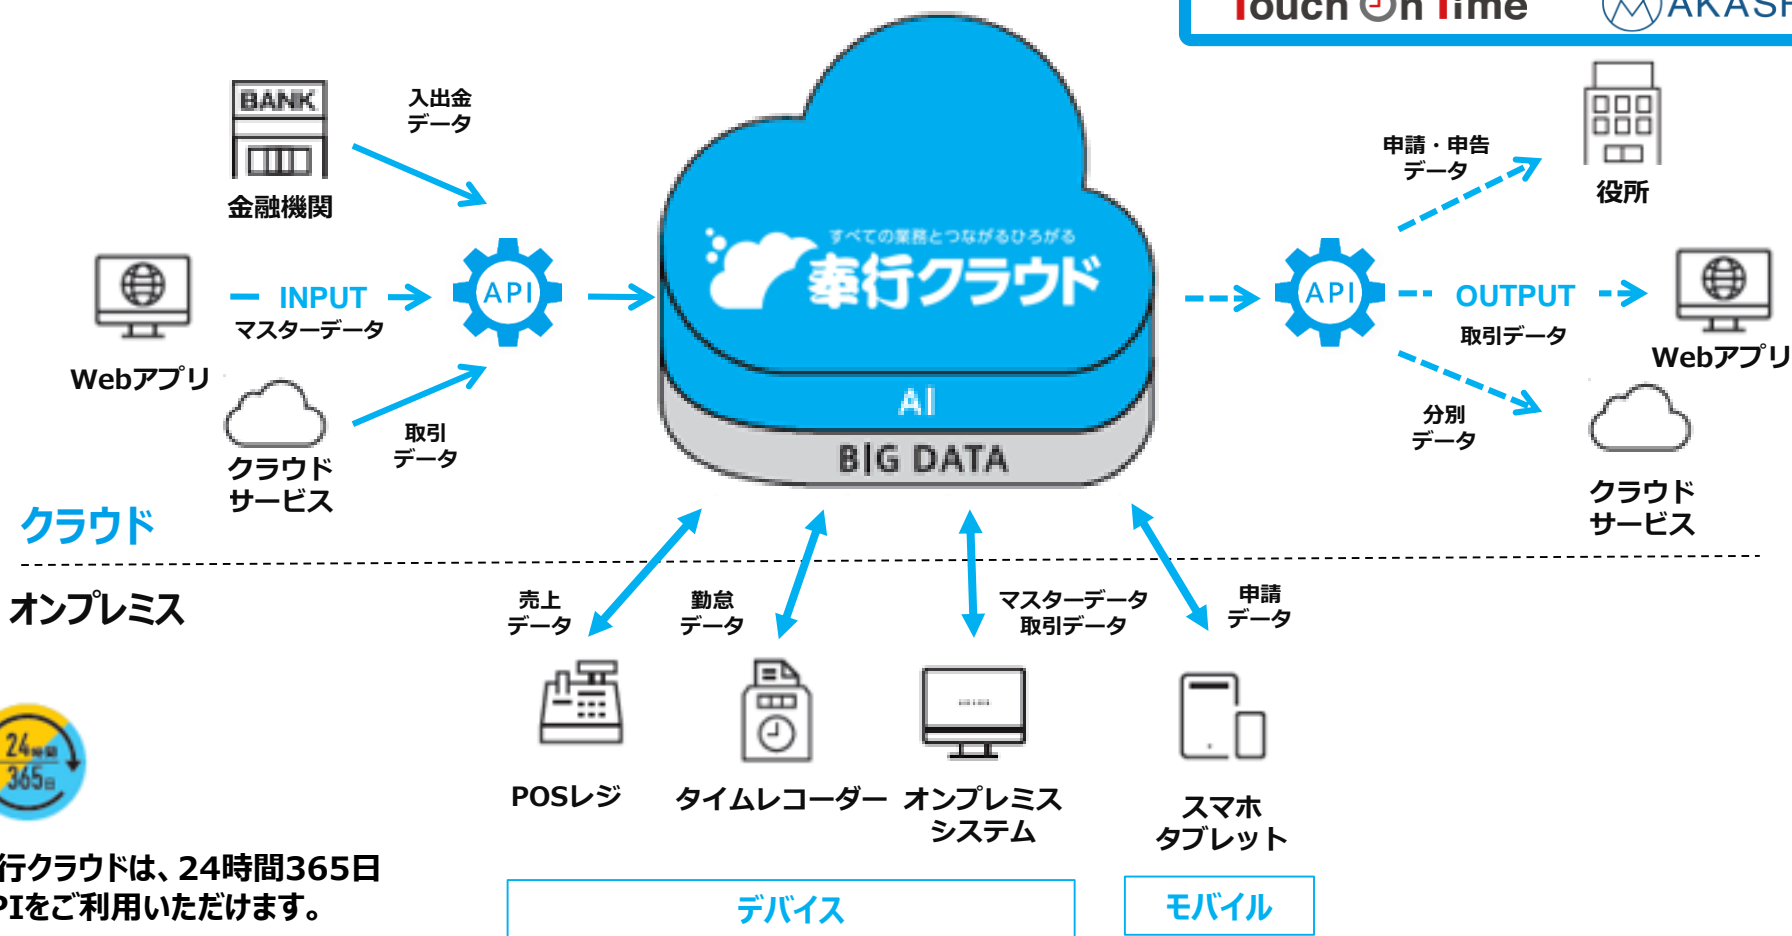 Touch On Time
AKASH
BANK
金融機関
入出金
データ
Webアプリ
INPUT
マスターデータ
API
クラウド
サービス
取引
データ
すべての業務とつながるひろがる
奉行クラウド
AI
BIG DATA
API
申請・申告
データ
役所
OUTPUT
取引データ
Webアプリ
分別
データ
クラウド
サービス
クラウド
オンプレミス
売上
データ
勤怠
データ
マスターデータ
取引データ
申請
データ
POSレジ
タイムレコーダー
オンプレミス
システム
スマホ
タブレット
24時間
365日
行クラウドは、24時間365日
PIをご利用いただけます。
デバイス
モバイル